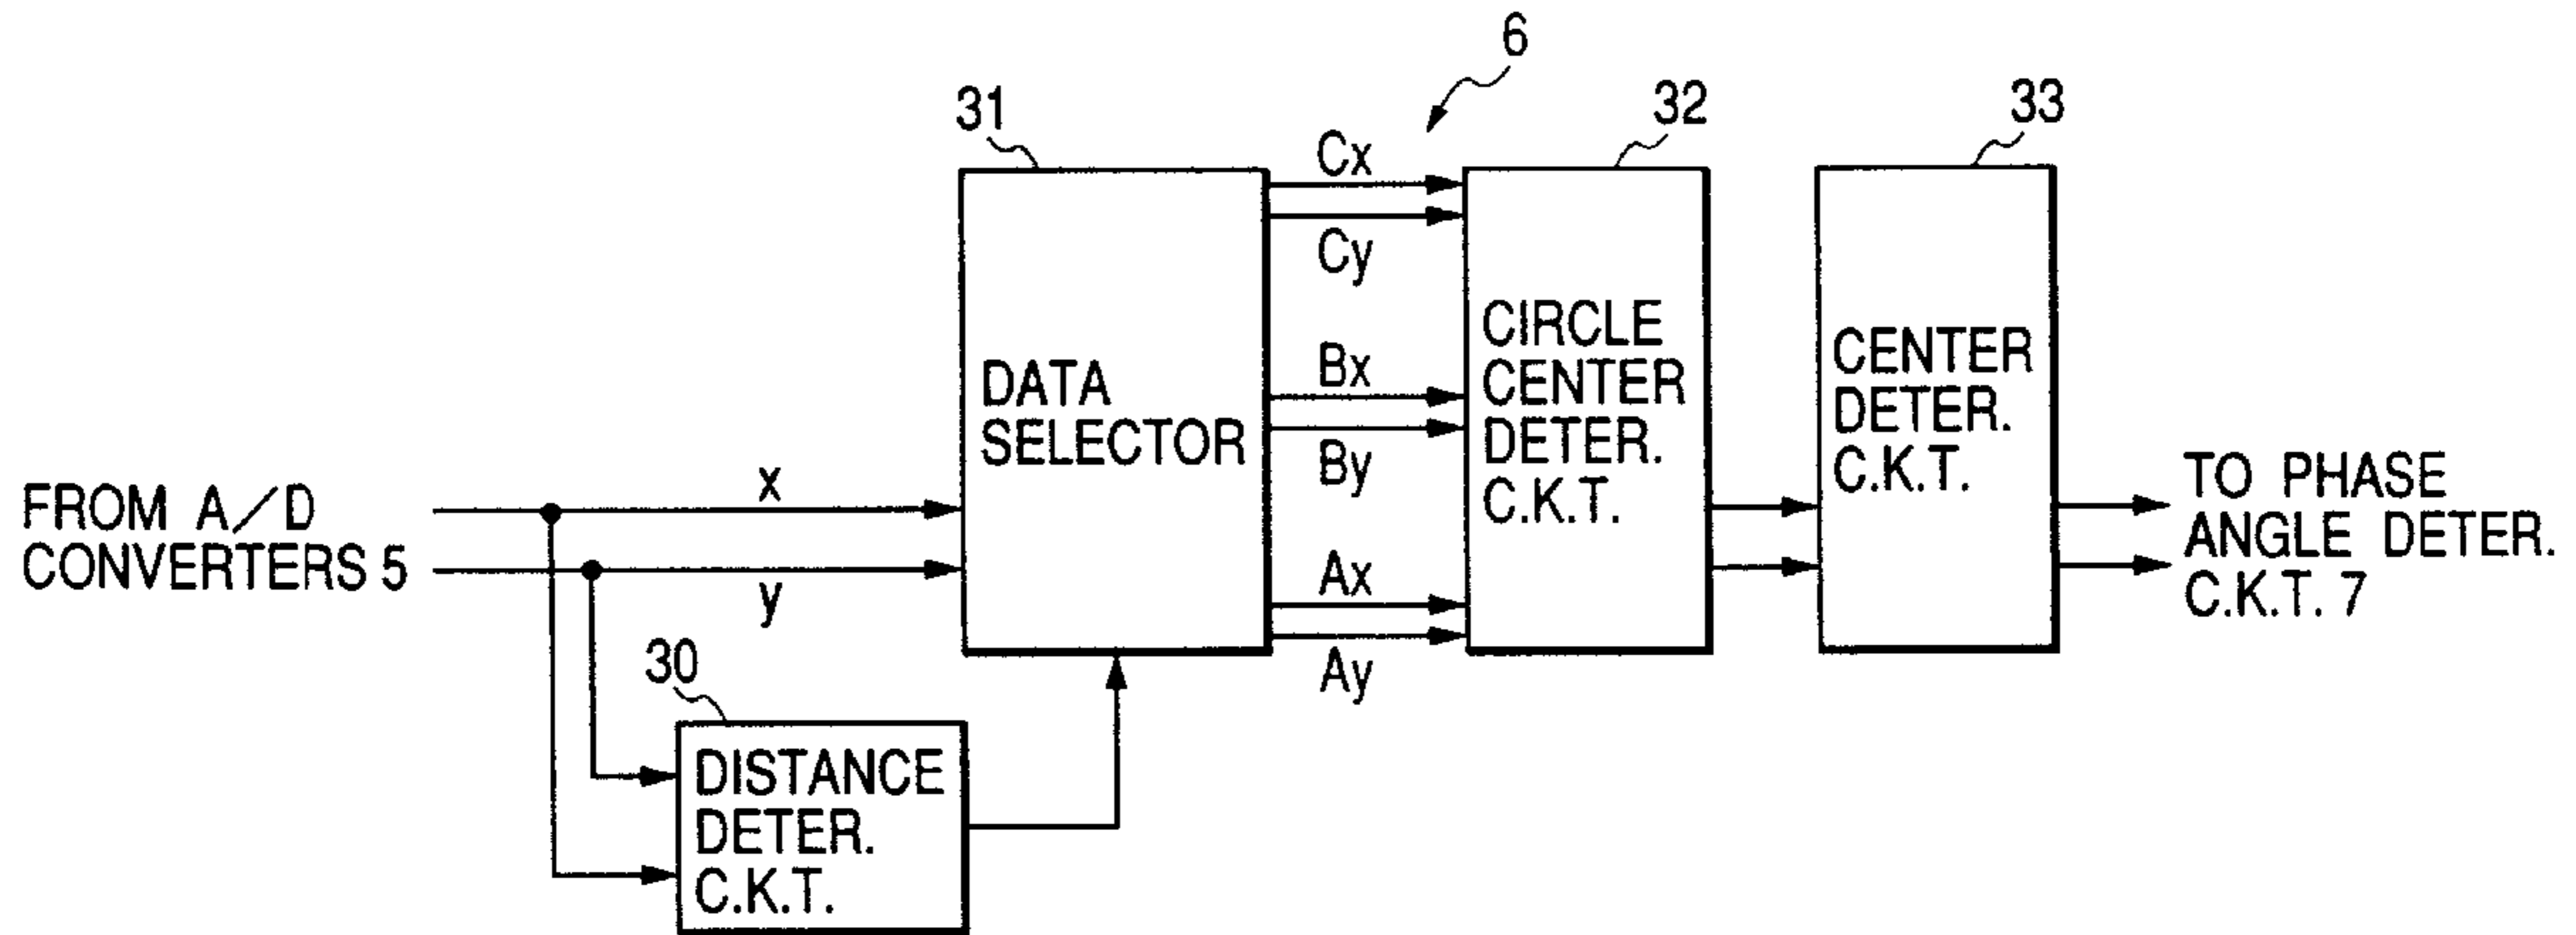 6
31
32
33
Cx
Cy
Bx
By
Ax
Ay
DATA
SELECTOR
CIRCLE
CENTER
DETER.
C.K.T.
CENTER
DETER.
C.K.T.
FROM A/D
CONVERTERS 5
x
y
TO PHASE
ANGLE DETER.
C.K.T. 7
30
DISTANCE
DETER.
C.K.T.